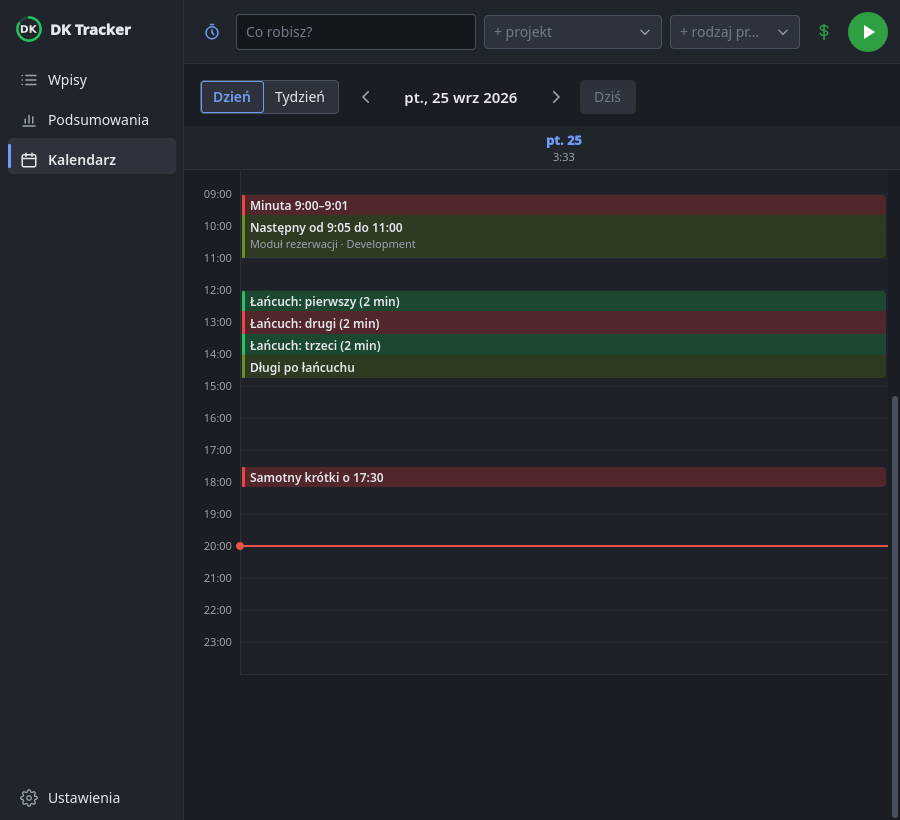 DK
DK Tracker
Wpisy
Podsumowania
Kalendarz
Ustawienia
Co robisz?
+ projekt
+ rodzaj pr...
$
Dzień
Tydzień
pt., 25 wrz 2026
Dziś
pt. 25
3:33
09:00
Minuta 9:00–9:01
10:00
Następny od 9:05 do 11:00
Moduł rezerwacji · Development
11:00
12:00
Łańcuch: pierwszy (2 min)
13:00
Łańcuch: drugi (2 min)
Łańcuch: trzeci (2 min)
14:00
Długi po łańcuchu
15:00
16:00
17:00
Samotny krótki o 17:30
18:00
19:00
20:00
21:00
22:00
23:00